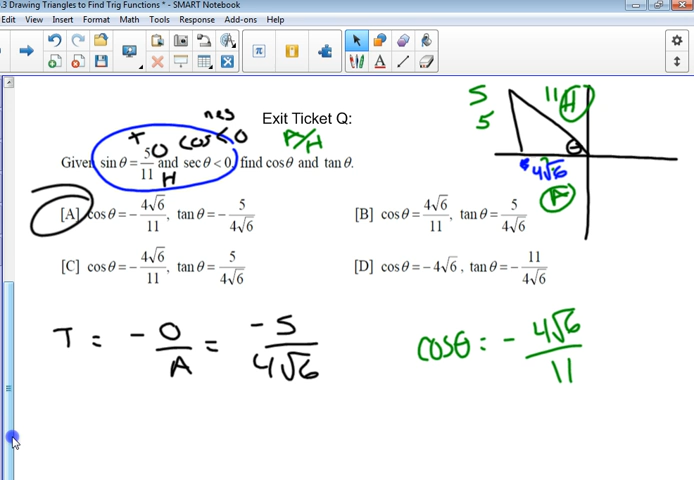 .3 Drawing Triangles to Find Trig Functions * - SMART Notebook
Edit View Insert Format Math Tools Response Add-ons Help
Exit Ticket Q:
neg
+ O cos < 0 A/H
Given sin θ = 5/11 and sec θ < 0, find cos θ and tan θ.
H
[A] cos θ = - 4√6/11, tan θ = - 5/4√6
[B] cos θ = 4√6/11, tan θ = 5/4√6
[C] cos θ = - 4√6/11, tan θ = 5/4√6
[D] cos θ = -4√6, tan θ = - 11/4√6
S 11 H
5
θ
4√6
A
T = - O/A = -5/4√6
cos θ = - 4√6/11